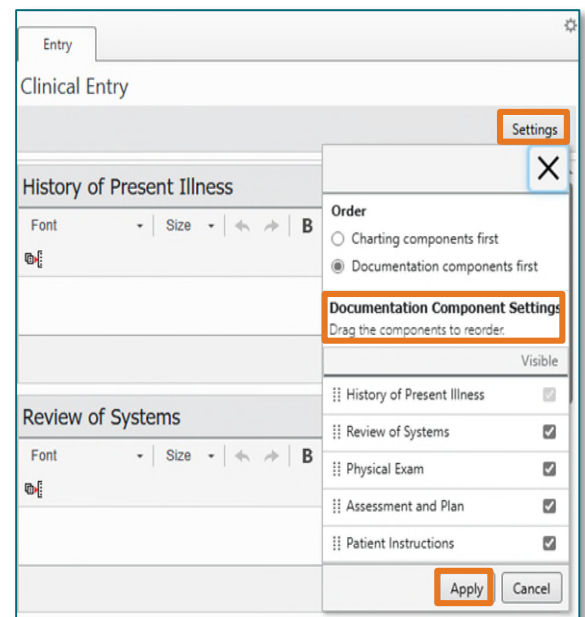 Entry
Clinical Entry
Settings
History of Present Illness
Font Size B
Review of Systems
Font Size B
Order
Charting components first
Documentation components first
Documentation Component Settings
Drag the components to reorder.
Visible
History of Present Illness
Review of Systems
Physical Exam
Assessment and Plan
Patient Instructions
Apply Cancel